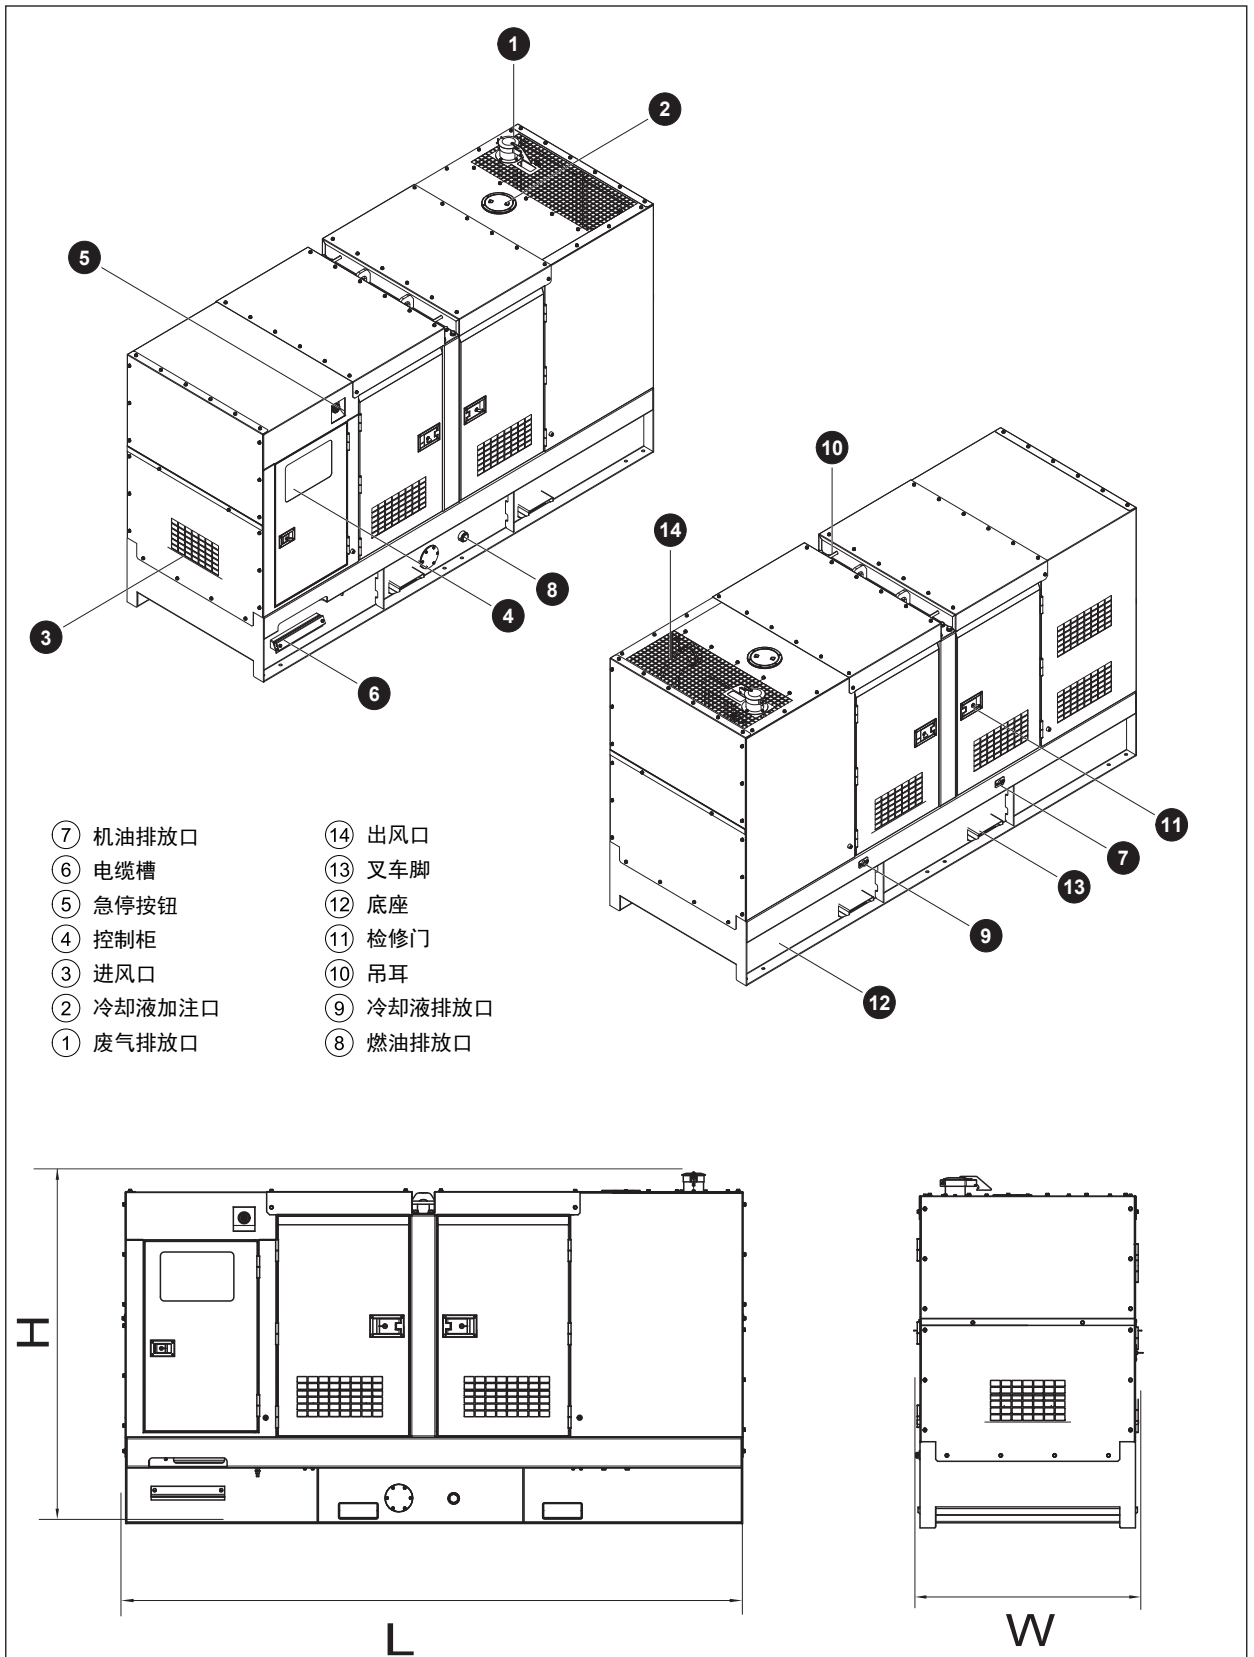 1
2
5
10
14
8
4
3
6
11
7
13
9
12
7 机油排放口
6 电缆槽
5 急停按钮
4 控制柜
3 进风口
2 冷却液加注口
1 废气排放口
14 出风口
13 叉车脚
12 底座
11 检修门
10 吊耳
9 冷却液排放口
8 燃油排放口
H
L
W